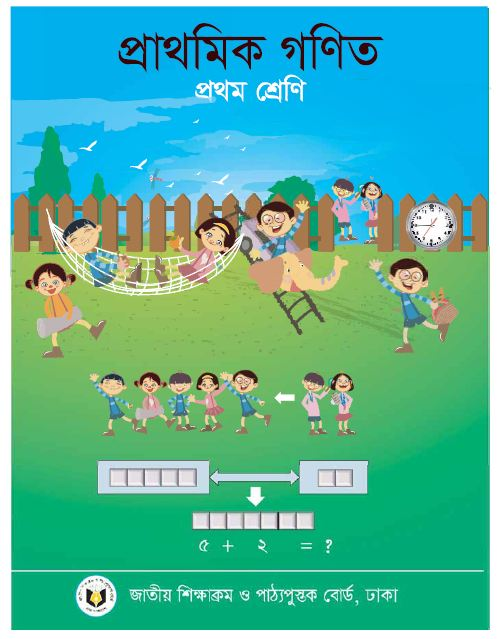 প্রাথমিক গণিত
প্রথম শ্রেণি
৫ + ২ = ?
জাতীয় শিক্ষাক্রম ও পাঠ্যপুস্তক বোর্ড, ঢাকা